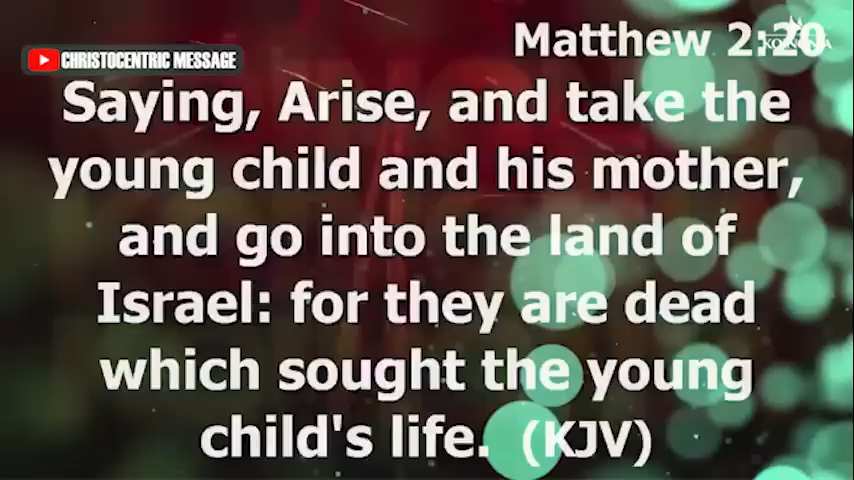 Matthew 2:20
CHRISTOCENTRIC MESSAGE
Saying, Arise, and take the
young child and his mother,
and go into the land of
Israel: for they are dead
which sought the young
child's life. (KJV)